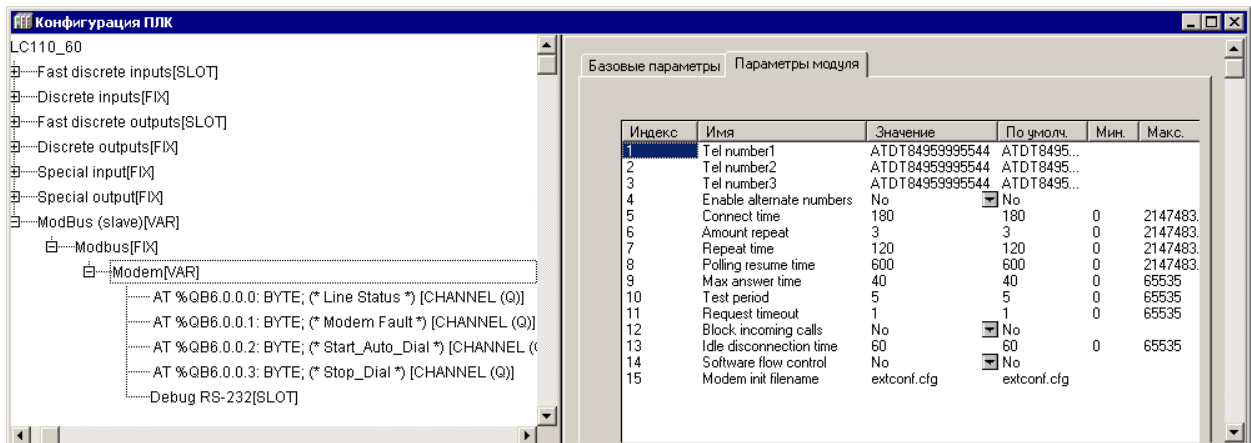 Конфигурация ПЛК
LC110_60
Fast discrete inputs[SLOT]
Discrete inputs[FIX]
Fast discrete outputs[SLOT]
Discrete outputs[FIX]
Special input[FIX]
Special output[FIX]
ModBus (slave)[VAR]
Modbus[FIX]
Modem[VAR]
AT %QB6.0.0.0: BYTE; (* Line Status *) [CHANNEL (Q)]
AT %QB6.0.0.1: BYTE; (* Modem Fault *) [CHANNEL (Q)]
AT %QB6.0.0.2: BYTE; (* Start_Auto_Dial *) [CHANNEL (
AT %QB6.0.0.3: BYTE; (* Stop_Dial *) [CHANNEL (Q)]
Debug RS-232[SLOT]
Базовые параметры Параметры модуля
Индекс Имя Значение По умолч. Мин. Макс.
1 Tel number1 ATDT84959995544 ATDT8495...
2 Tel number2 ATDT84959995544 ATDT8495...
3 Tel number3 ATDT84959995544 ATDT8495...
4 Enable alternate numbers No No
5 Connect time 180 180 0 2147483.
6 Amount repeat 3 3 0 2147483.
7 Repeat time 120 120 0 2147483.
8 Polling resume time 600 600 0 2147483.
9 Max answer time 40 40 0 65535
10 Test period 5 5 0 65535
11 Request timeout 1 1 0 65535
12 Block incoming calls No No
13 Idle disconnection time 60 60 0 65535
14 Software flow control No No
15 Modem init filename extconf.cfg extconf.cfg